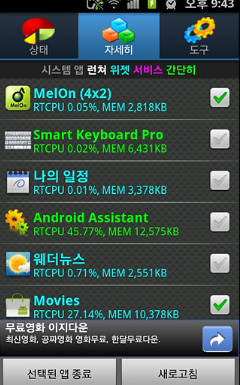 오후 9:43
상태 자세히 도구
시스템 앱 런쳐 위젯 서비스 간단히
MelOn (4x2)
RTCPU 0.05%, MEM 2,818KB
Smart Keyboard Pro
RTCPU 0.02%, MEM 6,431KB
나의 일정
RTCPU 0.01%, MEM 3,378KB
Android Assistant
RTCPU 45.77%, MEM 12,575KB
웨더뉴스
RTCPU 0.71%, MEM 2,551KB
Movies
RTCPU 27.14%, MEM 10,378KB
무료영화 이지다운
최신영화, 공짜영화 영화무료, 한달무료다운.
선택된 앱 종료 새로고침